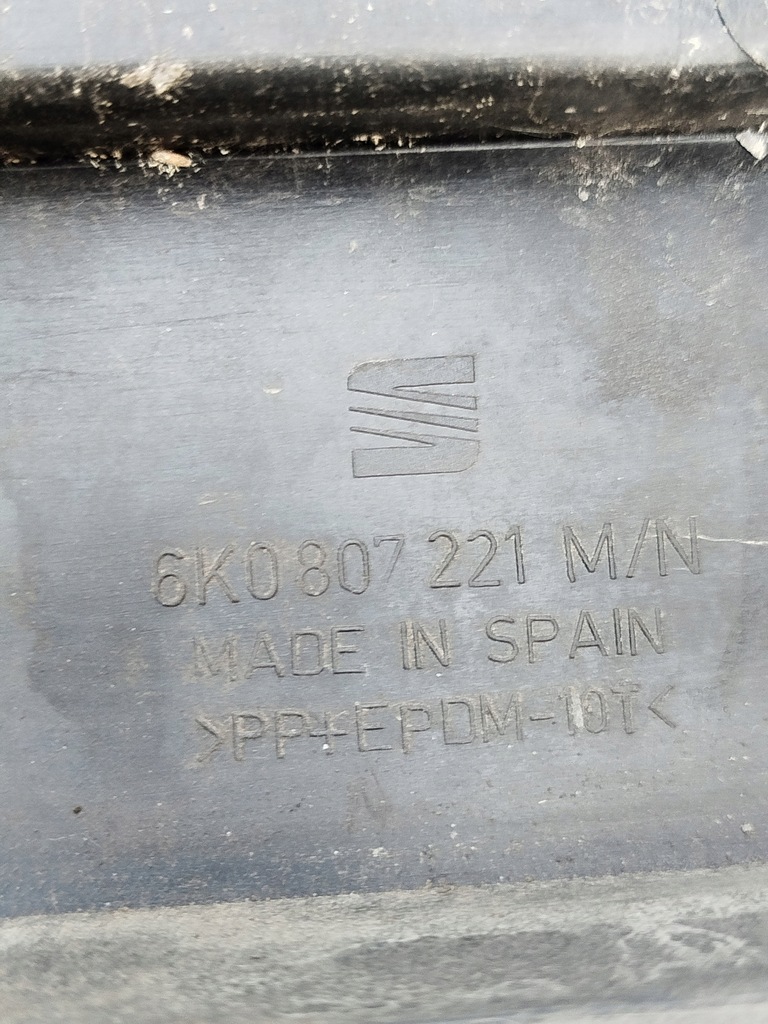 6K0 807 221 M/N
MADE IN SPAIN
>PP+EPDM-10T<